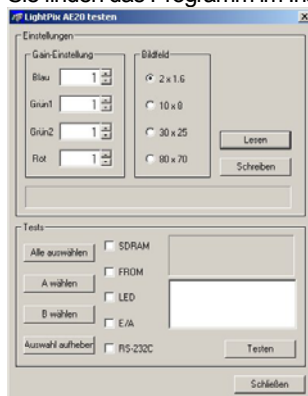 Sie finden das Programm im
LightPix AE20 testen
Einstellungen
Gain-Einstellung
Blau 1
Grün1 1
Grün2 1
Rot 1
Bildfeld
2 x 1.6
10 x 8
30 x 25
80 x 70
Lesen
Schreiben
Tests
Alle auswählen
A wählen
B wählen
Auswahl aufheben
SDRAM
FROM
LED
E/A
RS-232C
Testen
Schließen